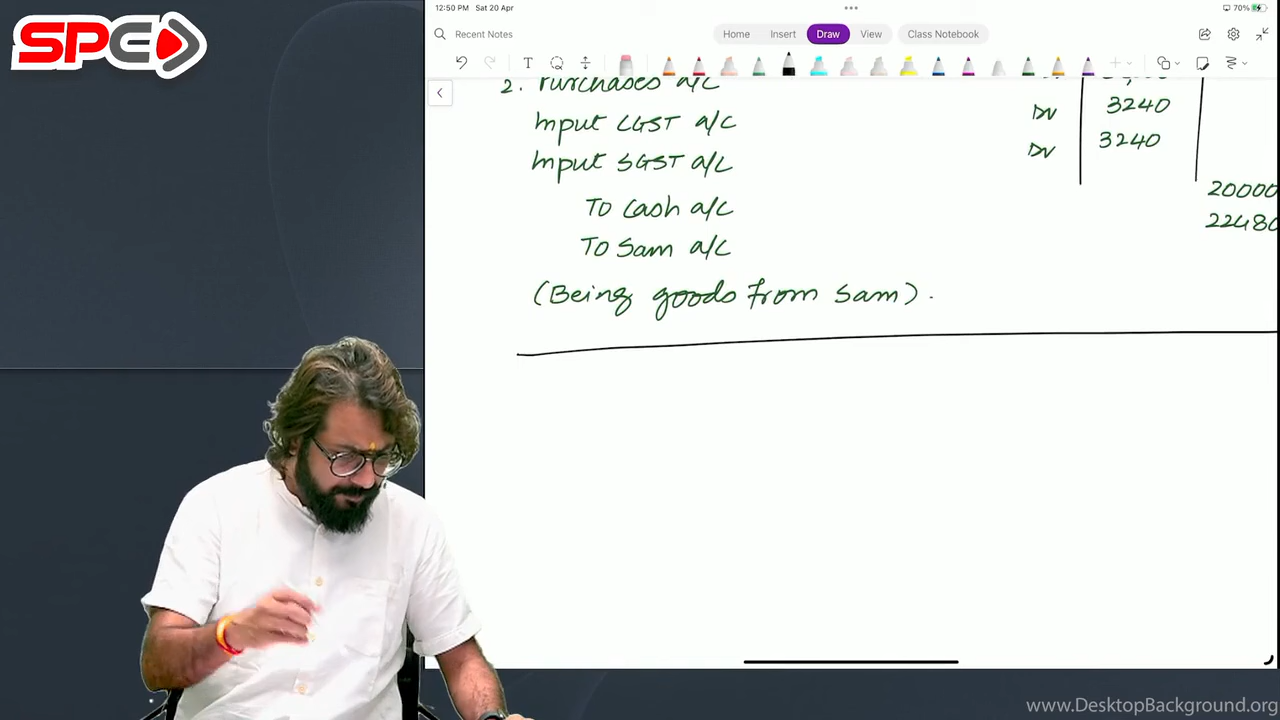 SPE
12:50 PM Sat 20 Apr
70%
Recent Notes
Home Insert Draw View Class Notebook
2. Purchases a/c
Input CGST a/c Dr 3240
Input SGST a/c Dr 3240
To Cash a/c 20000
To Sam a/c 22480
(Being goods from Sam).
www.DesktopBackground.org